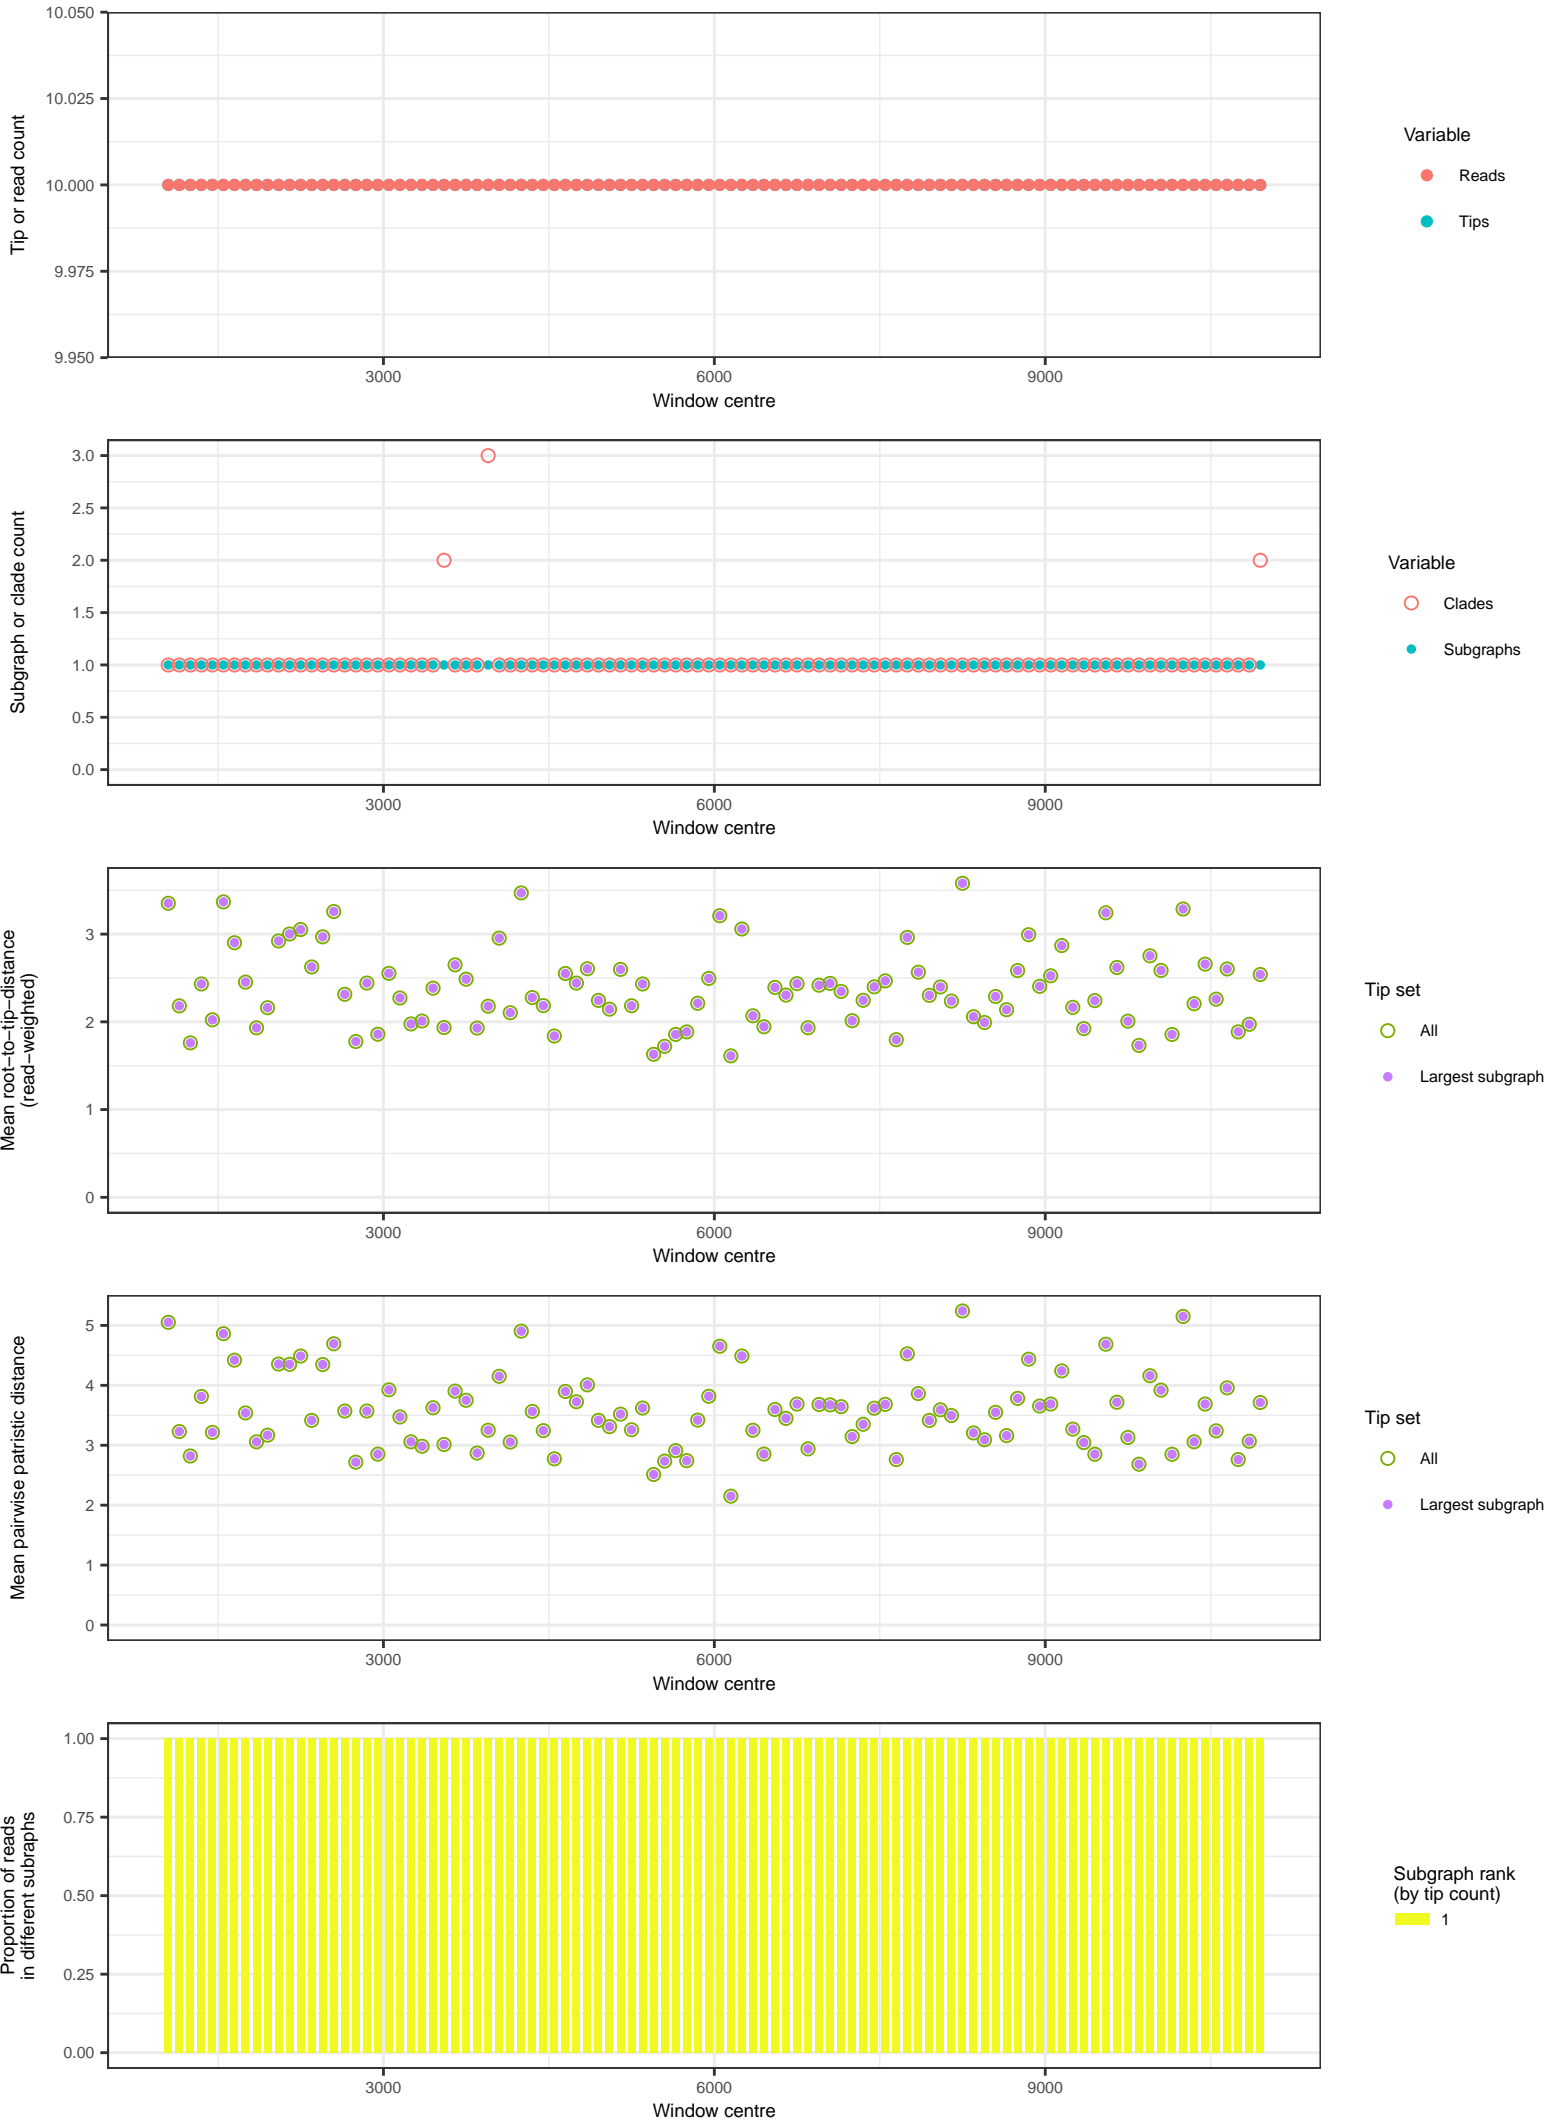 10.050
10.025
10.000
9.975
9.950
Tip or read count
3000
6000
9000
Window centre
Variable
Reads
Tips
3.0
2.5
2.0
1.5
1.0
0.5
0.0
Subgraph or clade count
3000
6000
9000
Window centre
Variable
Clades
Subgraphs
3
2
1
0
Mean root−to−tip−distance
(read−weighted)
3000
6000
9000
Window centre
Tip set
All
Largest subgraph
5
4
3
2
1
0
Mean pairwise patristic distance
3000
6000
9000
Window centre
Tip set
All
Largest subgraph
1.00
0.75
0.50
0.25
0.00
Proportion of reads
in different subraphs
3000
6000
9000
Window centre
Subgraph rank
(by tip count)
1